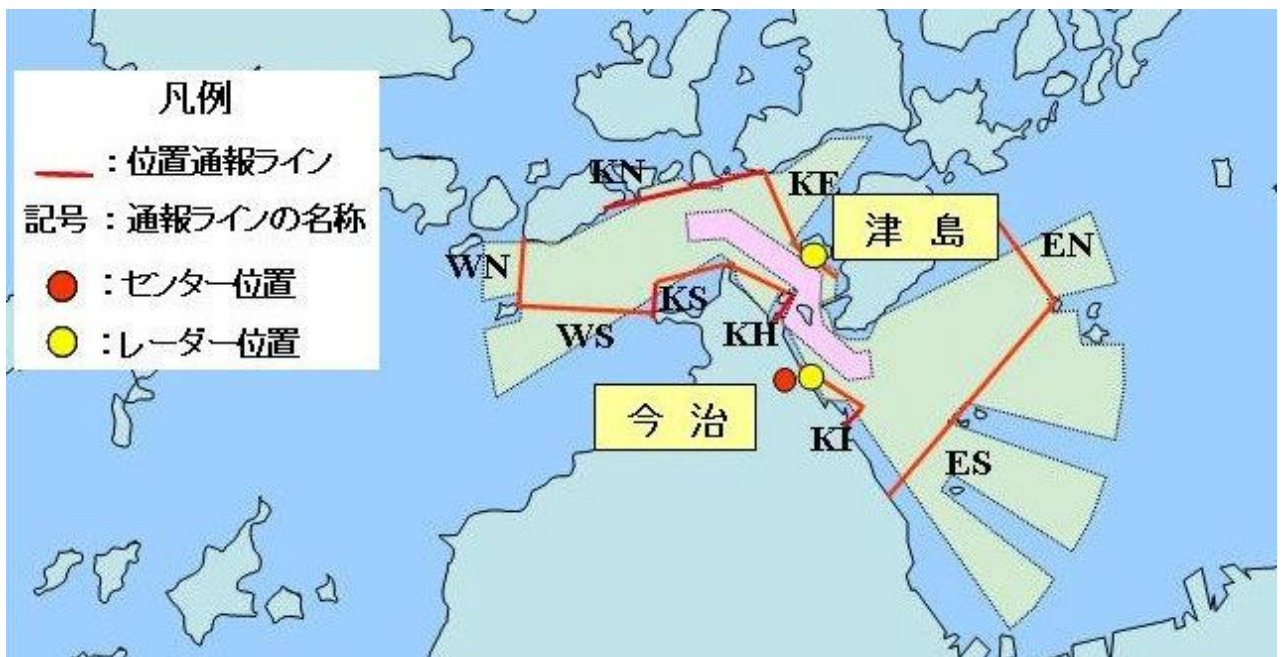 凡例
:位置通報ライン
記号:通報ラインの名称
:センター位置
:レーダー位置
KN
KE
津島
WN
EN
KS
WS
KH
今治
KI
ES